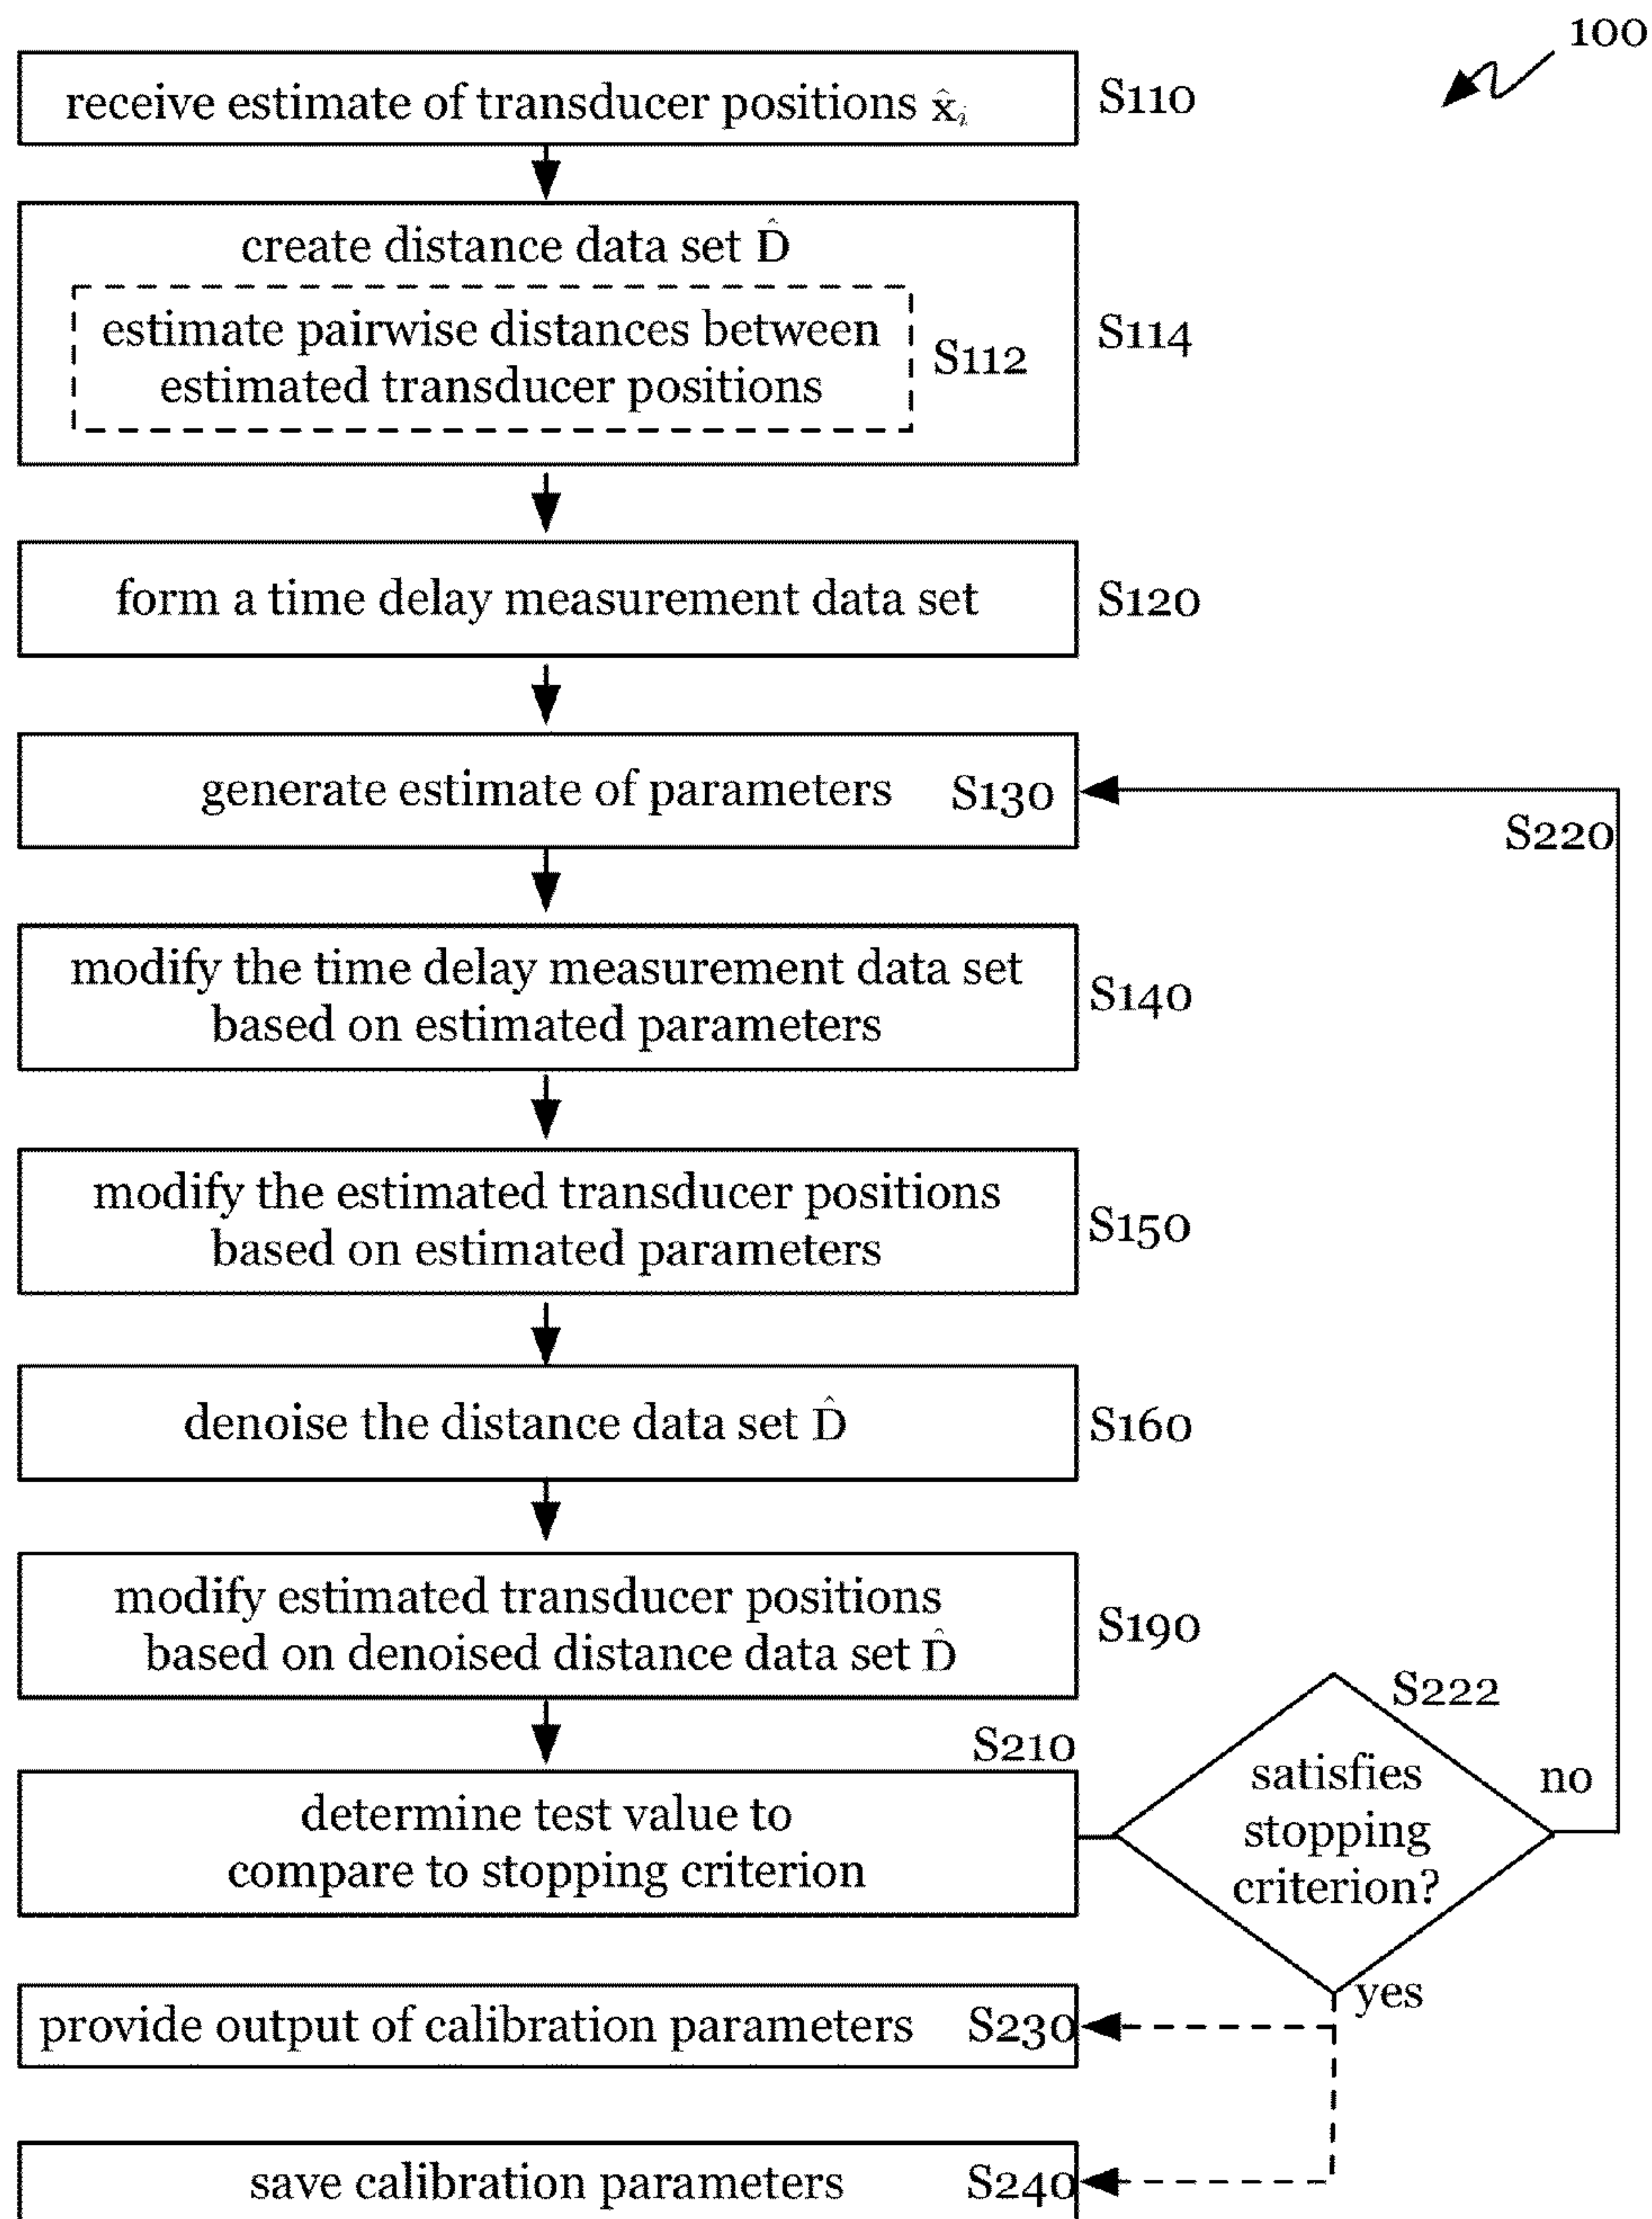 100
receive estimate of transducer positions x̂ᵢ
S110
create distance data set D̂
estimate pairwise distances between
estimated transducer positions
S112
S114
form a time delay measurement data set
S120
generate estimate of parameters
S130
S220
modify the time delay measurement data set
based on estimated parameters
S140
modify the estimated transducer positions
based on estimated parameters
S150
denoise the distance data set D̂
S160
modify estimated transducer positions
based on denoised distance data set D̂
S190
S210
determine test value to
compare to stopping criterion
S222
satisfies
stopping
criterion?
no
yes
provide output of calibration parameters
S230
save calibration parameters
S240